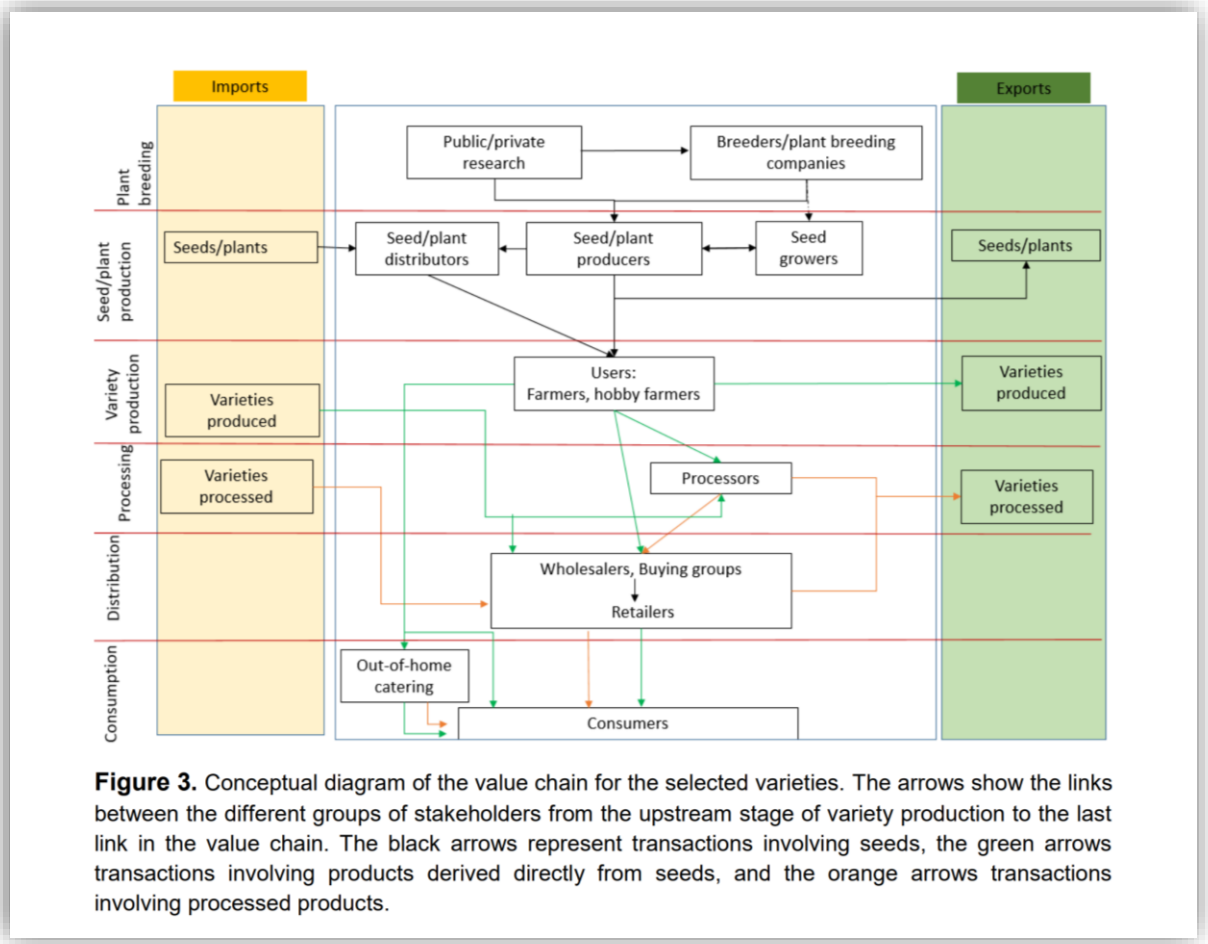 Imports
Exports
Plant
breeding
Public/private
research
Breeders/plant breeding
companies
Seed/plant
production
Seeds/plants
Seed/plant
distributors
Seed/plant
producers
Seed
growers
Seeds/plants
Variety
production
Users:
Farmers, hobby farmers
Varieties
produced
Varieties
produced
Processing
Varieties
processed
Processors
Varieties
processed
Distribution
Wholesalers, Buying groups
Retailers
Consumption
Out-of-home
catering
Consumers
Figure 3. Conceptual diagram of the value chain for the selected varieties. The arrows show the links
between the different groups of stakeholders from the upstream stage of variety production to the last
link in the value chain. The black arrows represent transactions involving seeds, the green arrows
transactions involving products derived directly from seeds, and the orange arrows transactions
involving processed products.